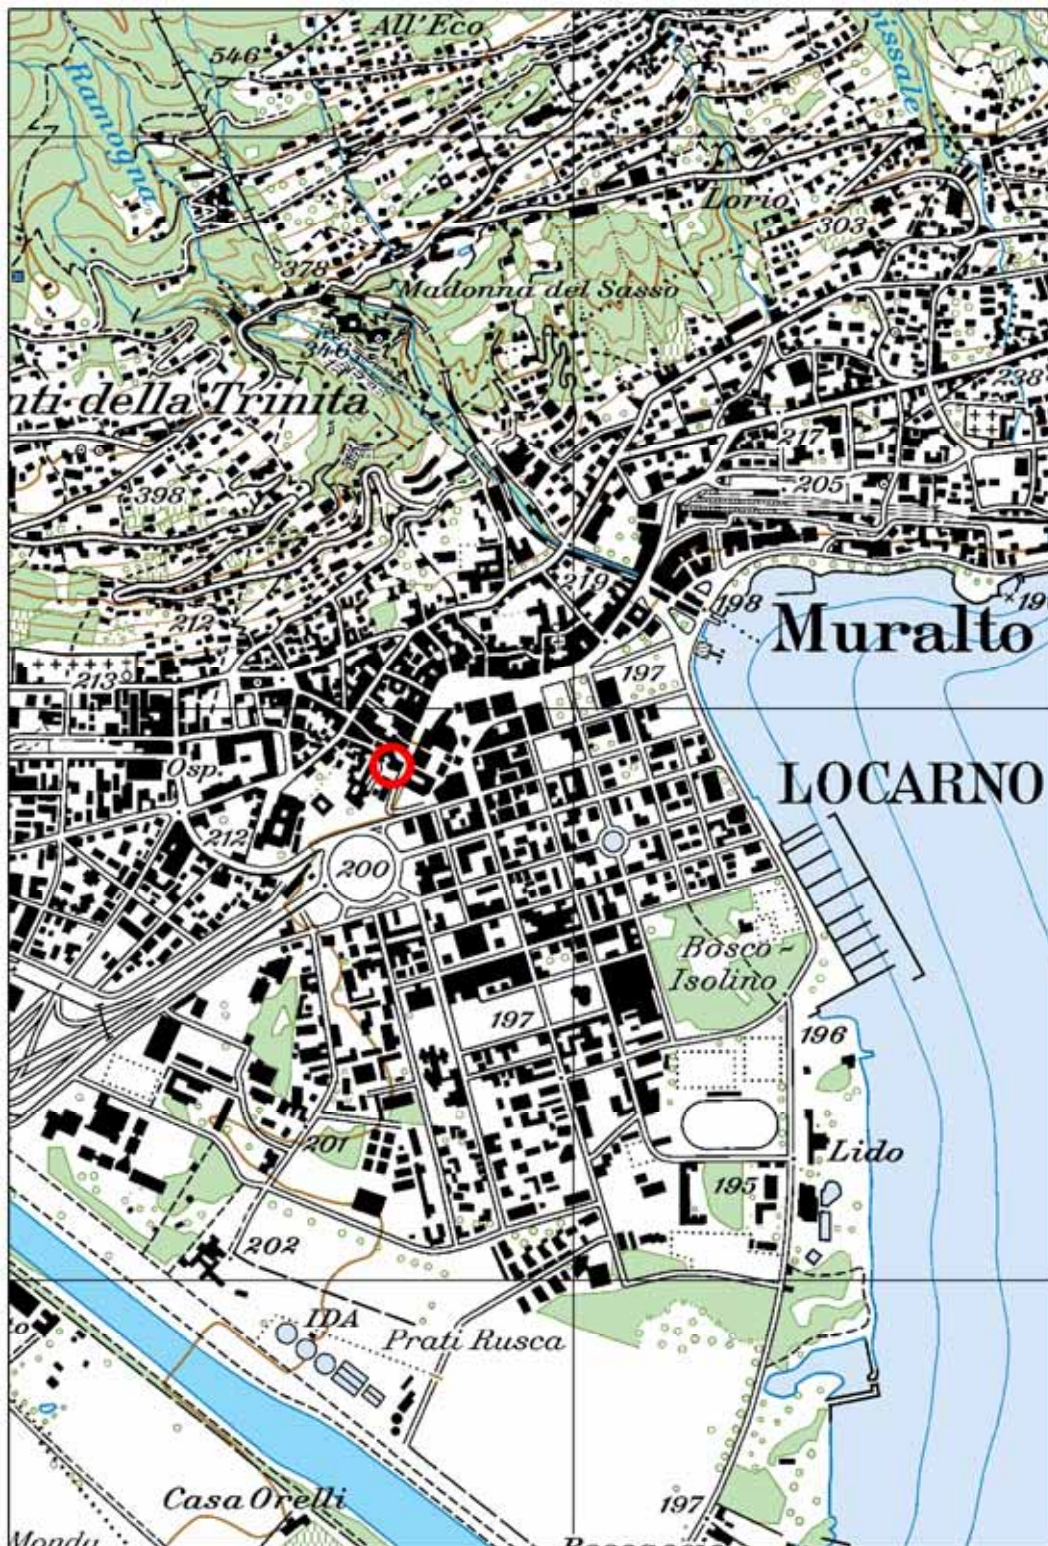 All'Eco
546
Ramogna
Lorio
303
378
Madonna del Sasso
346
nti della Trinita
238
217
398
205
219
198
212
Muralto
213
197
Osp.
LOCARNO
212
200
Bosco-
Isolino
197
196
201
Lido
195
202
IDA
Prati Rusca
Casa Orelli
197